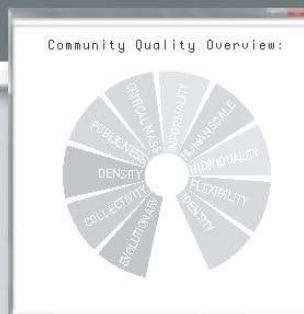 Community Quality Overview:
EVOLUTIONARY
COLLECTIVITY
DENSITY
PUBLICNESS
CRITICAL MASS
INFORMALITY
HUMAN SCALE
INDIVIDUALITY
FLEXIBILITY
IDENTITY